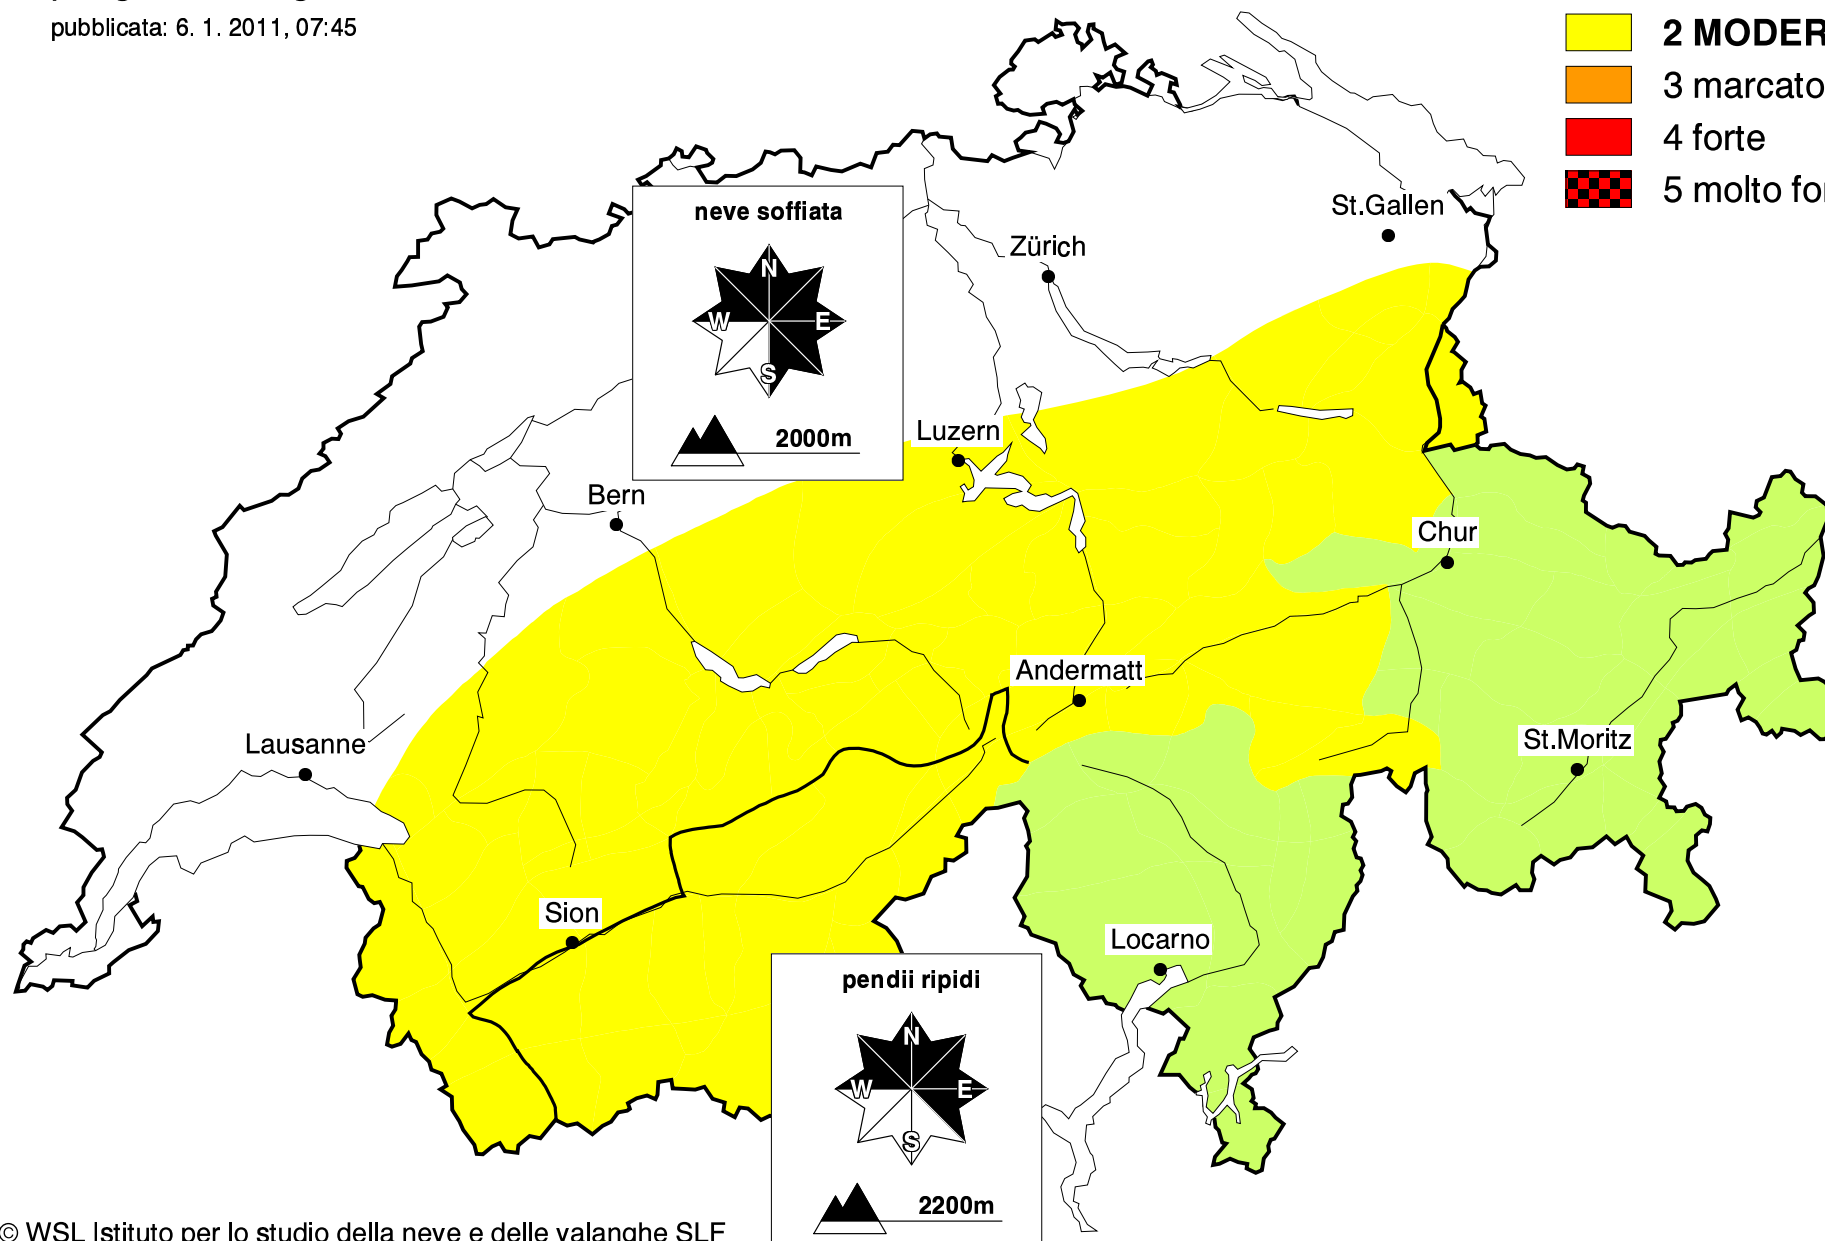 pubblicata: 6. 1. 2011, 07:45
2 MODER
3 marcato
4 forte
5 molto for
St.Gallen
Zürich
neve soffiata
N
W E
S
2000m
Luzern
Bern
Chur
Andermatt
Lausanne
St.Moritz
Sion
Locarno
pendii ripidi
N
W E
S
2200m
© WSL Istituto per lo studio della neve e delle valanghe SLF